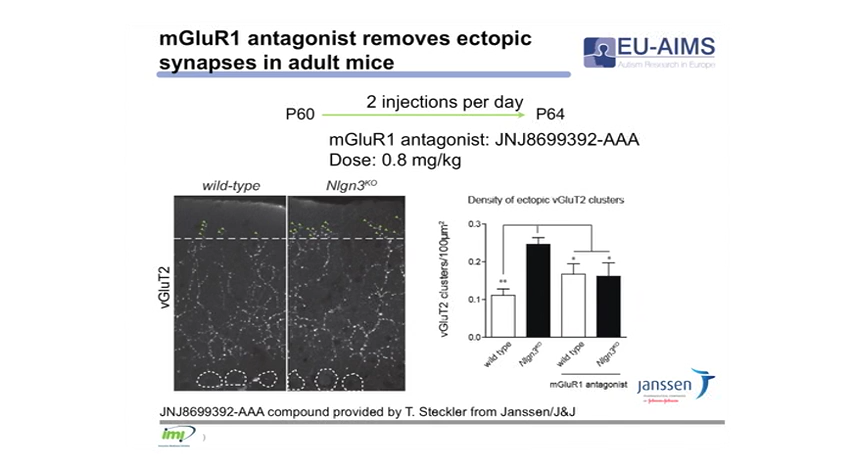 mGluR1 antagonist removes ectopic
synapses in adult mice
EU-AIMS
Autism Research in Europe
2 injections per day
P60
P64
mGluR1 antagonist: JNJ8699392-AAA
Dose: 0.8 mg/kg
wild-type
Nlgn3KO
vGluT2
Density of ectopic vGluT2 clusters
vGluT2 clusters/100µm²
0.3
0.2
0.1
0.0
**
*
*
wild type
Nlgn3KO
wild type
Nlgn3KO
mGluR1 antagonist
janssen
JNJ8699392-AAA compound provided by T. Steckler from Janssen/J&J
imi